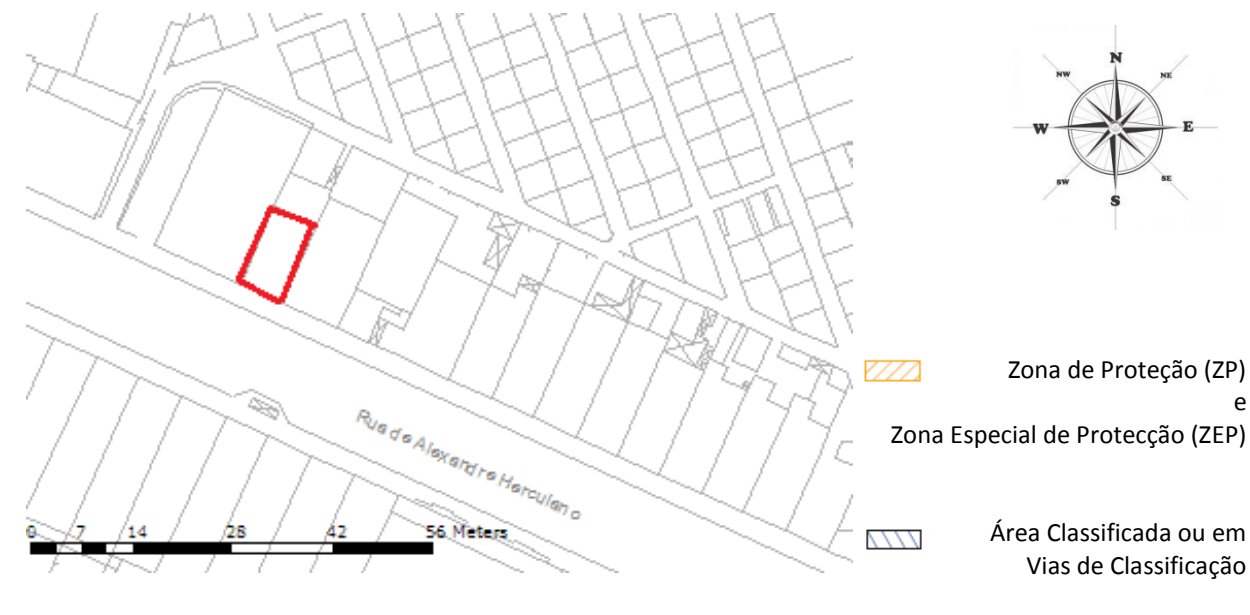 N
NW
NE
W
E
SW
SE
S
Zona de Proteção (ZP)
e
Zona Especial de Protecção (ZEP)
Rua de Alexandre Herculano
0 7 14 28 42 56 Meters
Área Classificada ou em
Vias de Classificação